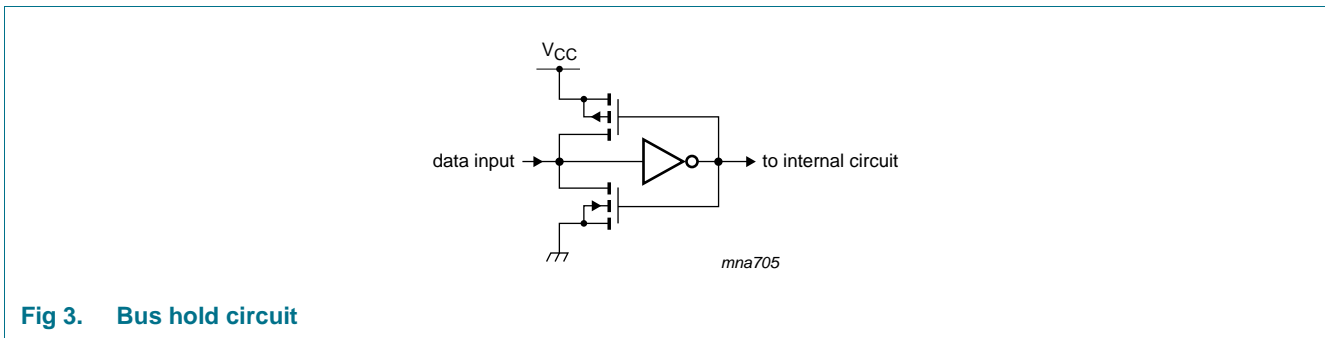 VCC
data input
to internal circuit
mna705
Fig 3. Bus hold circuit